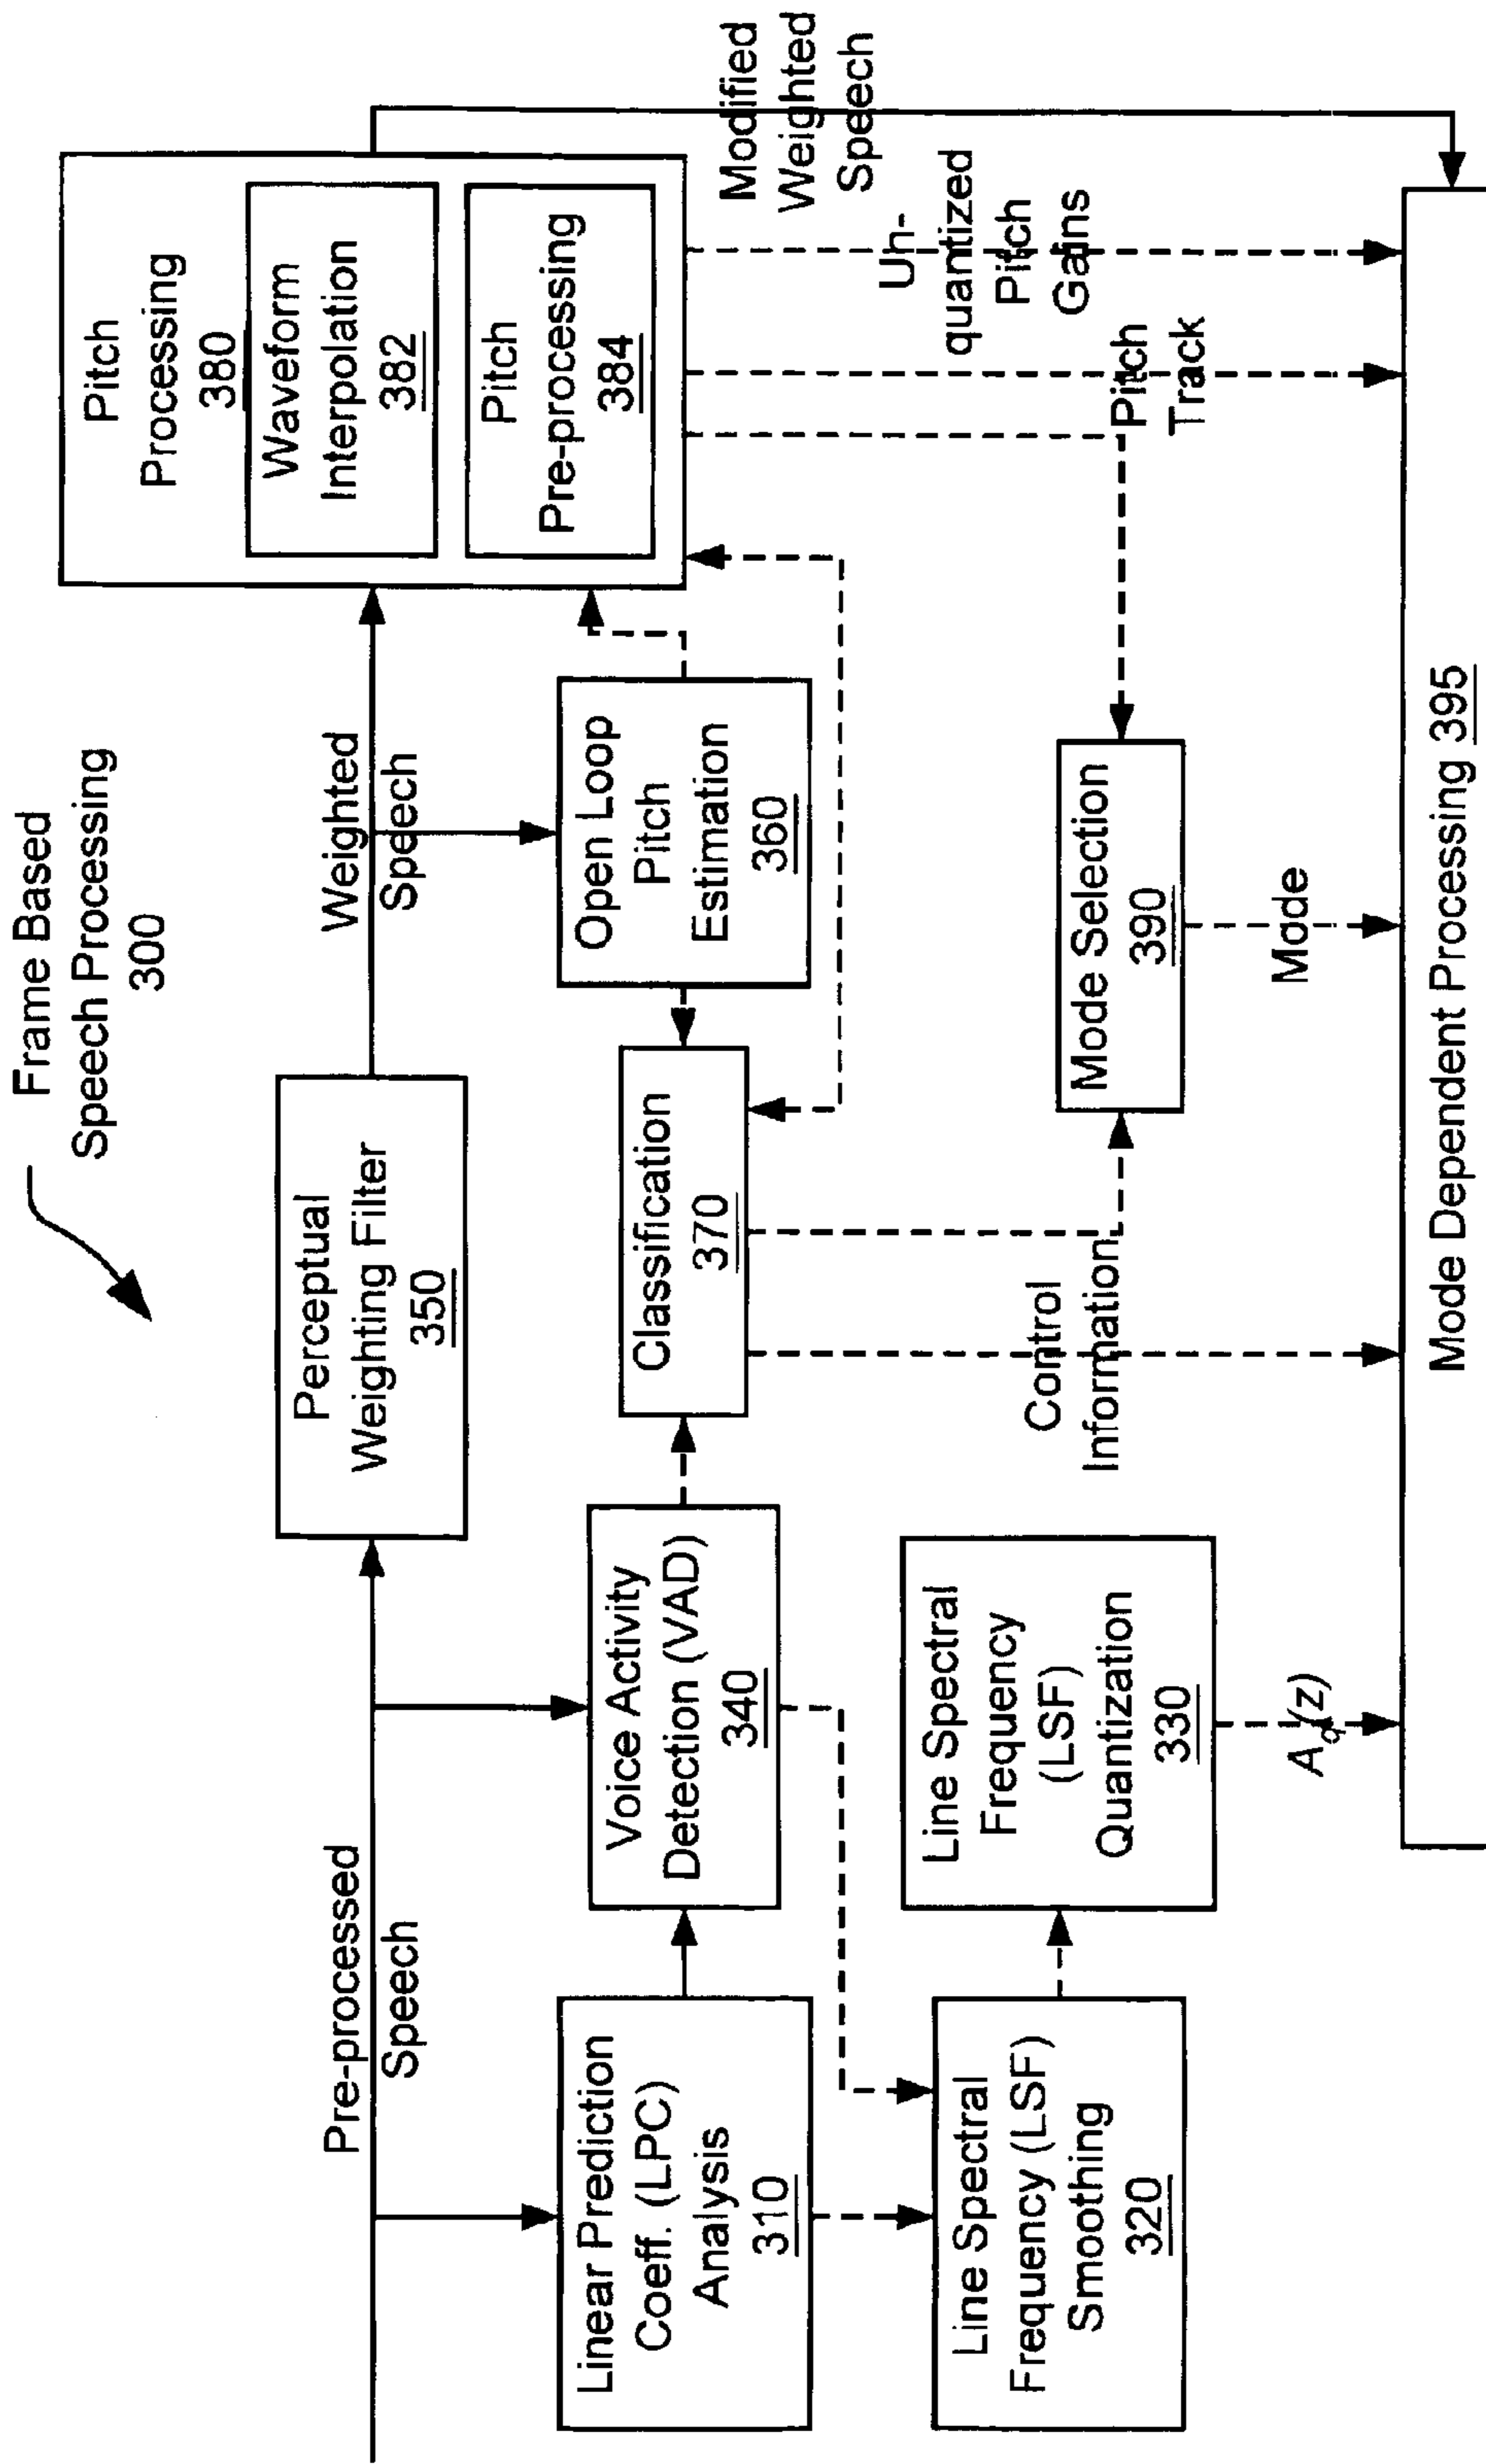 Frame Based
Speech Processing
300
Pre-processed
Speech
Perceptual
Weighting Filter
350
Weighted
Speech
Pitch
Processing
380
Waveform
Interpolation
382
Pitch
Pre-processing
384
Linear Prediction
Coeff. (LPC)
Analysis
310
Voice Activity
Detection (VAD)
340
Classification
370
Open Loop
Pitch
Estimation
360
Modified
Weighted
Speech
Line Spectral
Frequency (LSF)
Smoothing
320
Line Spectral
Frequency
(LSF)
Quantization
330
Control
Information
Mode Selection
390
Pitch
Track
Un-
quantized
Pitch
Gains
A_q(z)
Mode
Mode Dependent Processing 395